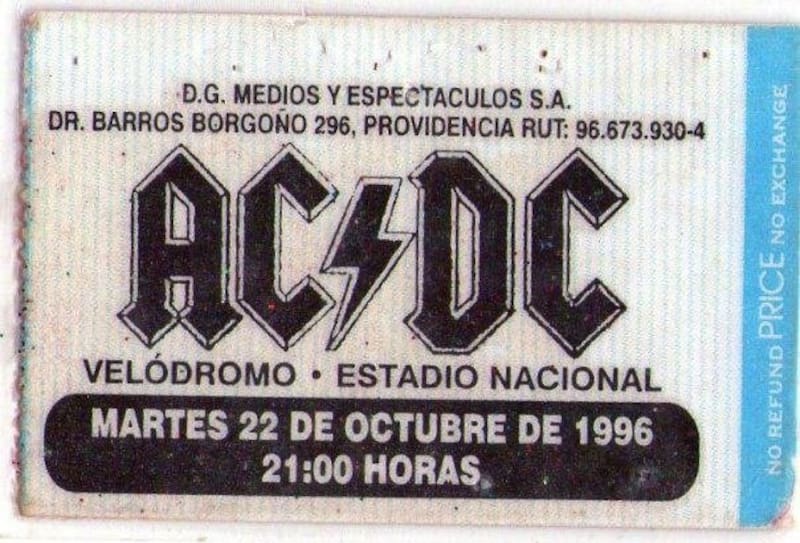 D.G. MEDIOS Y ESPECTACULOS S.A.
DR. BARROS BORGOÑO 296, PROVIDENCIA RUT: 96.673.930-4
AC⚡DC
VELÓDROMO • ESTADIO NACIONAL
MARTES 22 DE OCTUBRE DE 1996
21:00 HORAS
NO REFUND PRICE NO EXCHANGE